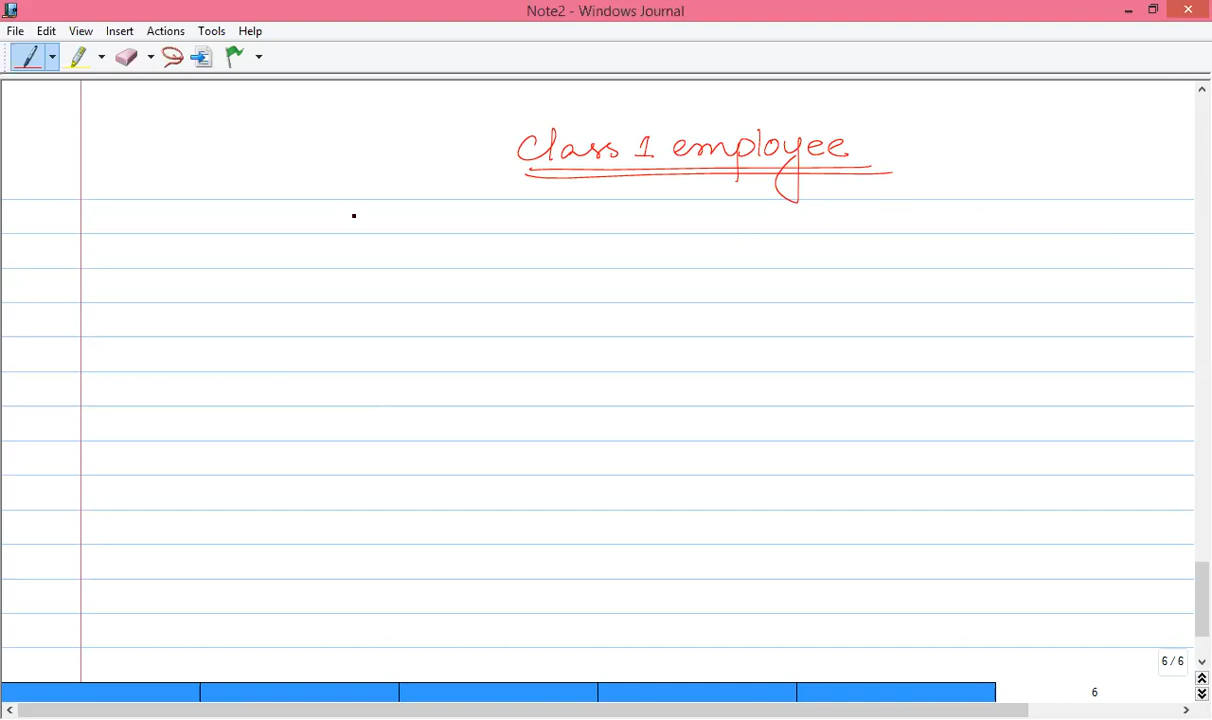 Note2 - Windows Journal
File Edit View Insert Actions Tools Help
Class 1 employee
6 / 6
6